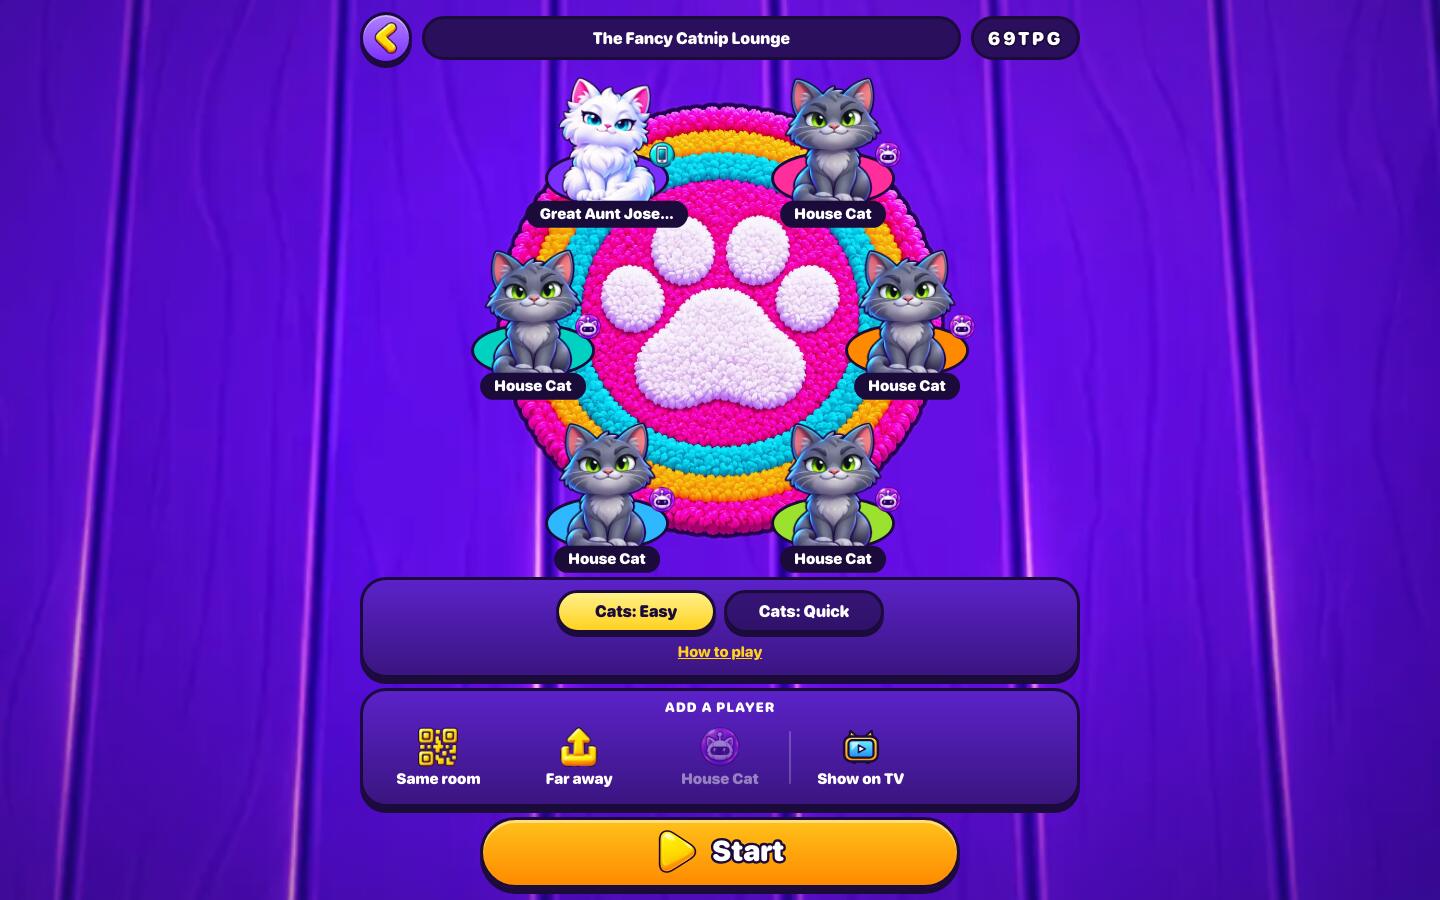 The Fancy Catnip Lounge
69TPG
Great Aunt Jose...
House Cat
House Cat
House Cat
House Cat
House Cat
Cats: Easy
Cats: Quick
How to play
ADD A PLAYER
Same room
Far away
House Cat
Show on TV
Start